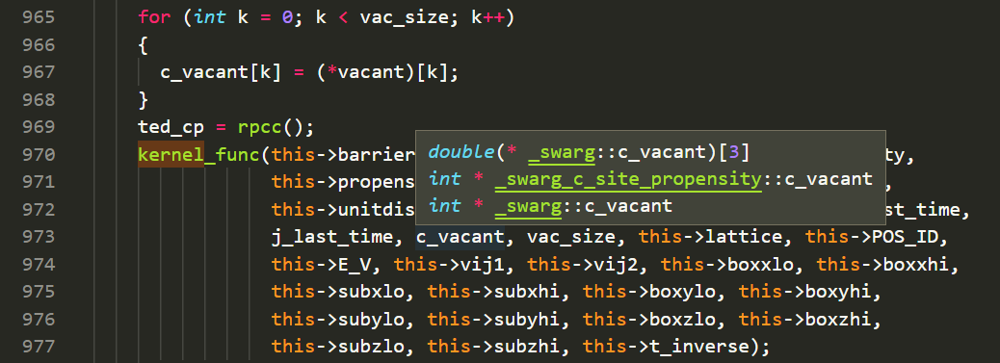 965 for (int k = 0; k < vac_size; k++)
966 {
967 c_vacant[k] = (*vacant)[k];
968 }
969 ted_cp = rpcc();
970 kernel_func(this->barrier ty,
double(* _swarg::c_vacant)[3]
971 this->propens ,
int * _swarg_c_site_propensity::c_vacant
972 this->unitdis st_time,
int * _swarg::c_vacant
973 j_last_time, c_vacant, vac_size, this->lattice, this->POS_ID,
974 this->E_V, this->vij1, this->vij2, this->boxxlo, this->boxxhi,
975 this->subxlo, this->subxhi, this->boxylo, this->boxyhi,
976 this->subylo, this->subyhi, this->boxzlo, this->boxzhi,
977 this->subzlo, this->subzhi, this->t_inverse);